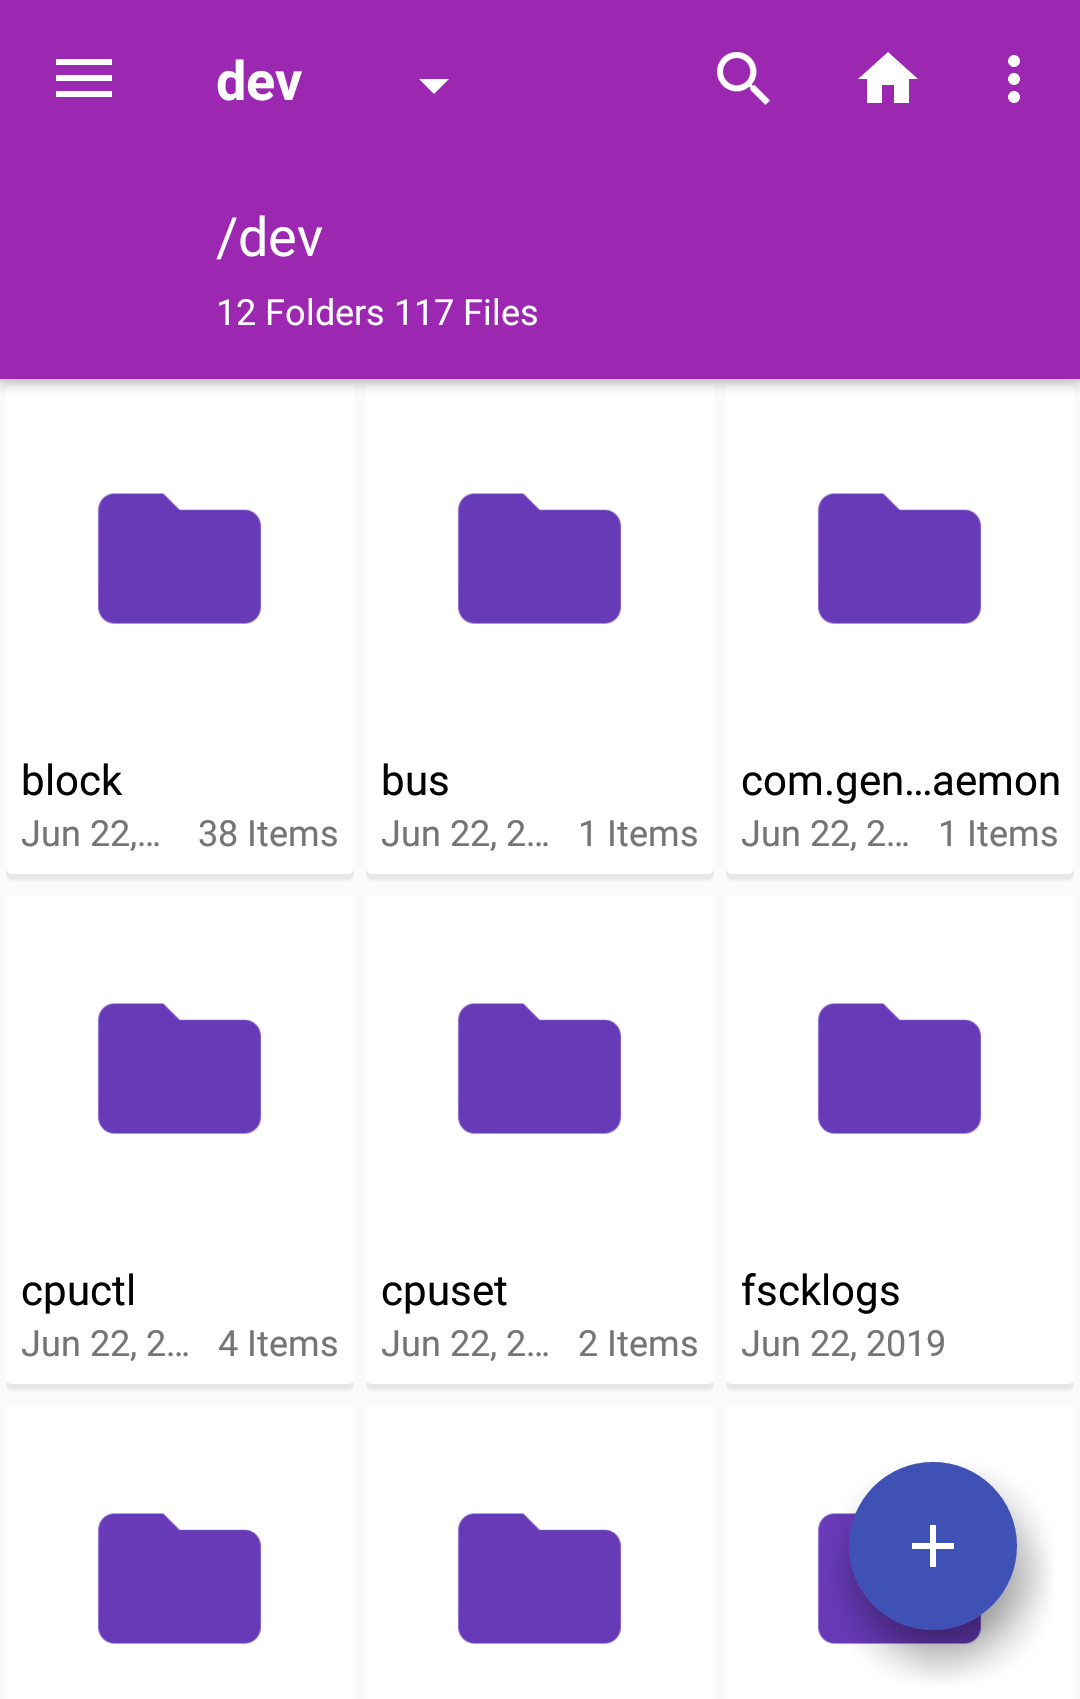 dev
/dev
12 Folders 117 Files
block
Jun 22,... 38 Items
bus
Jun 22, 2... 1 Items
com.gen...aemon
Jun 22, 2... 1 Items
cpuctl
Jun 22, 2... 4 Items
cpuset
Jun 22, 2... 2 Items
fscklogs
Jun 22, 2019